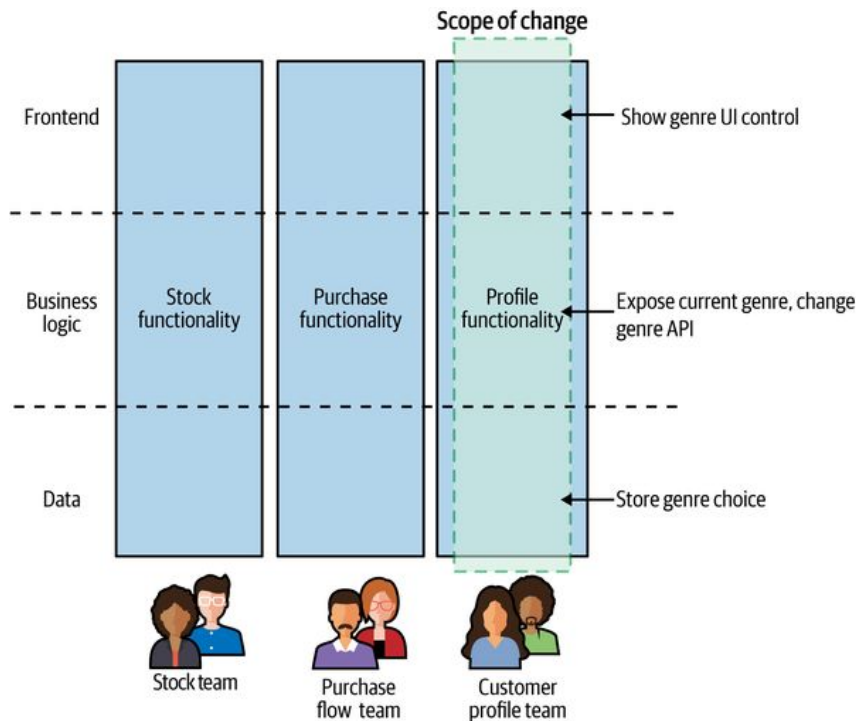 Scope of change
Frontend
Show genre UI control
Business
logic
Stock
functionality
Purchase
functionality
Profile
functionality
Expose current genre, change
genre API
Data
Store genre choice
Stock team
Purchase
flow team
Customer
profile team